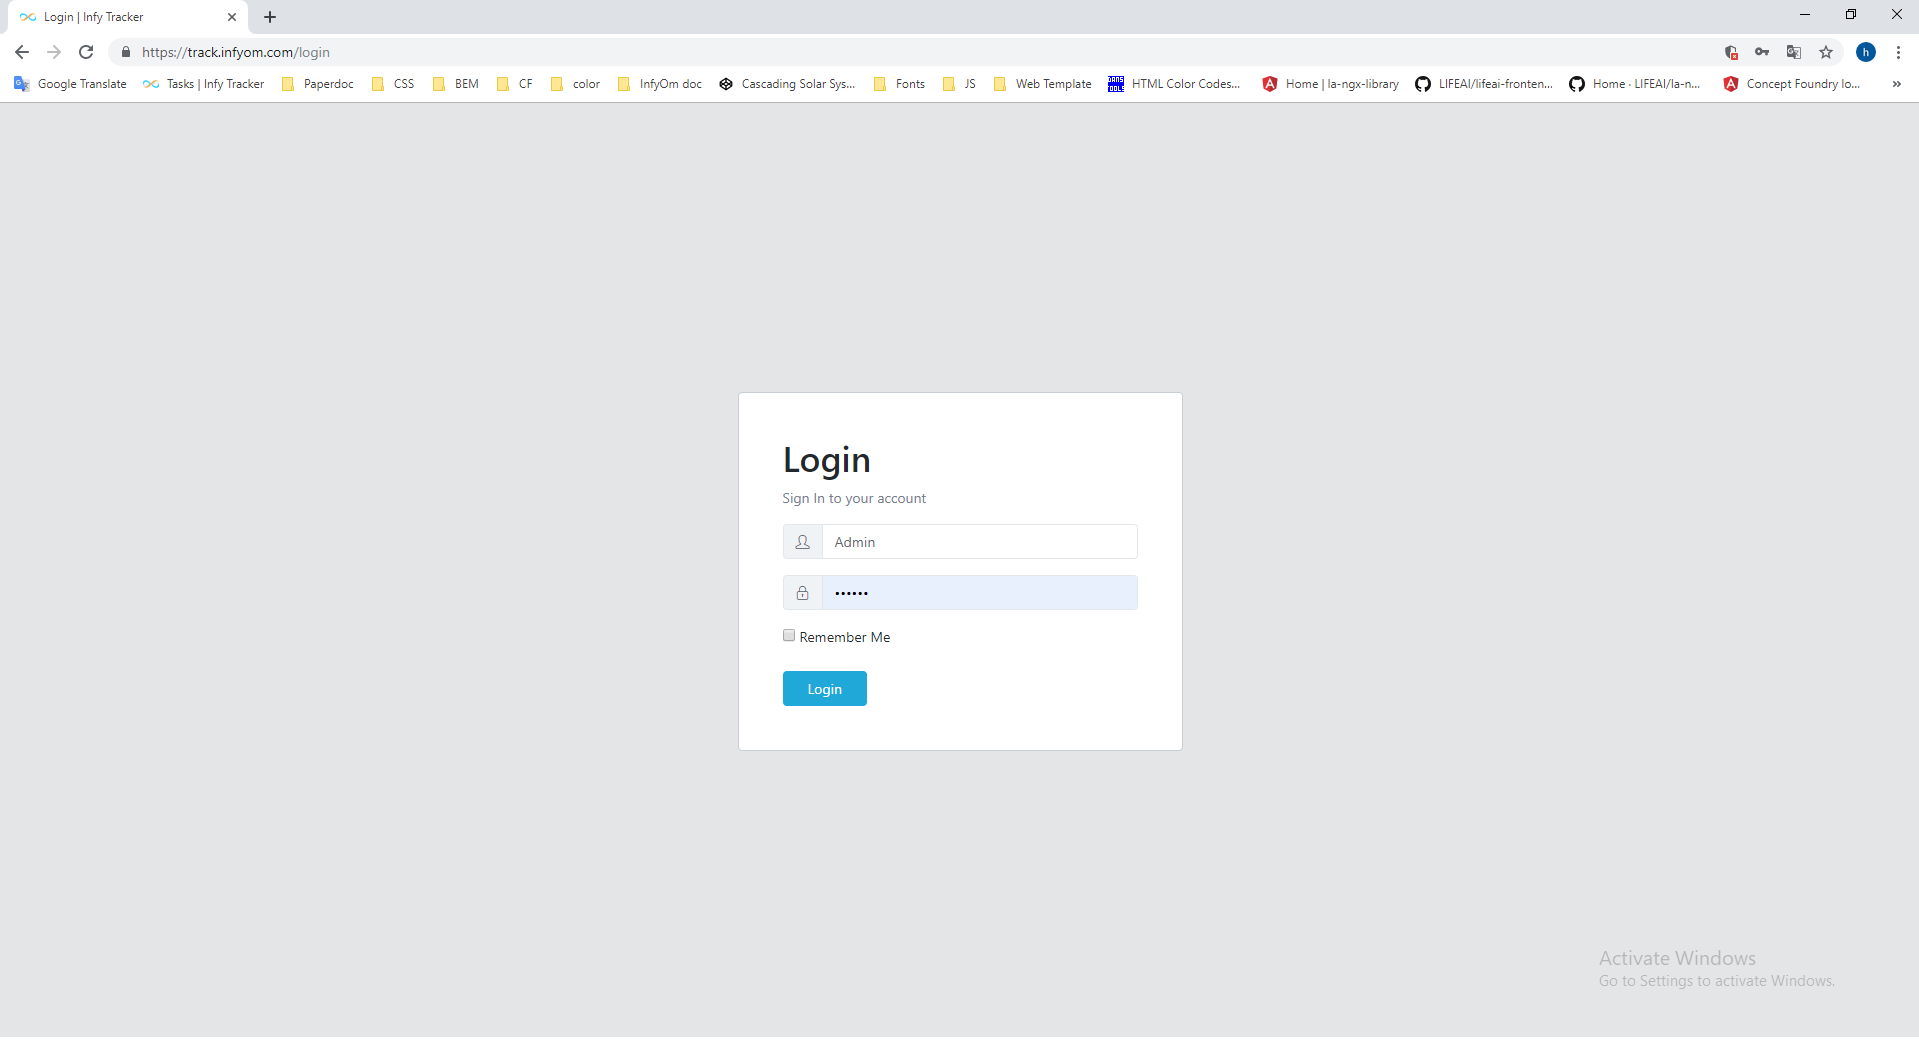 Login | Infy Tracker
https://track.infyom.com/login
h
Google Translate Tasks | Infy Tracker Paperdoc CSS BEM CF color InfyOm doc Cascading Solar Sys... Fonts JS Web Template DANS TOOLS HTML Color Codes... Home | la-ngx-library LIFEAI/lifeai-fronten... Home · LIFEAI/la-n... Concept Foundry lo... »
Login
Sign In to your account
Admin
••••••
Remember Me
Login
Activate Windows
Go to Settings to activate Windows.